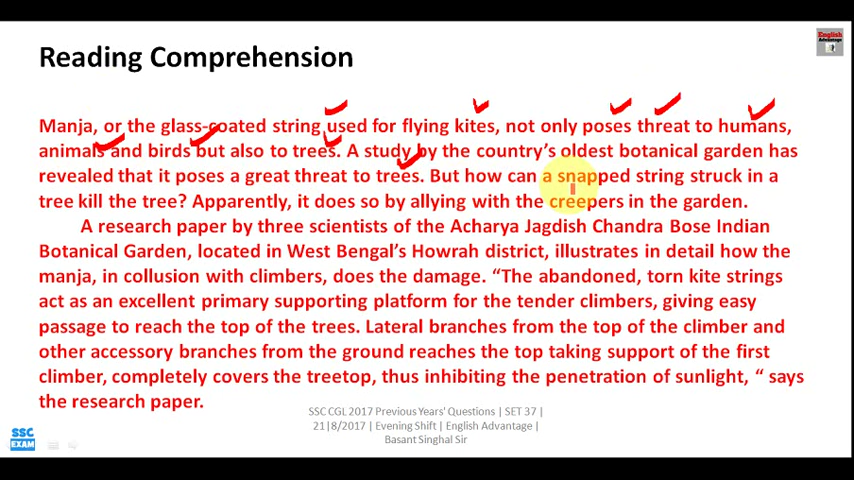 English
Advantage
Reading Comprehension
Manja, or the glass-coated string used for flying kites, not only poses threat to humans,
animals and birds but also to trees. A study by the country's oldest botanical garden has
revealed that it poses a great threat to trees. But how can a snapped string struck in a
tree kill the tree? Apparently, it does so by allying with the creepers in the garden.
A research paper by three scientists of the Acharya Jagdish Chandra Bose Indian
Botanical Garden, located in West Bengal's Howrah district, illustrates in detail how the
manja, in collusion with climbers, does the damage. "The abandoned, torn kite strings
act as an excellent primary supporting platform for the tender climbers, giving easy
passage to reach the top of the trees. Lateral branches from the top of the climber and
other accessory branches from the ground reaches the top taking support of the first
climber, completely covers the treetop, thus inhibiting the penetration of sunlight, “ says
the research paper.
SSC CGL 2017 Previous Years' Questions | SET 37 |
21|8/2017 | Evening Shift | English Advantage |
Basant Singhal Sir
SSC
EXAM